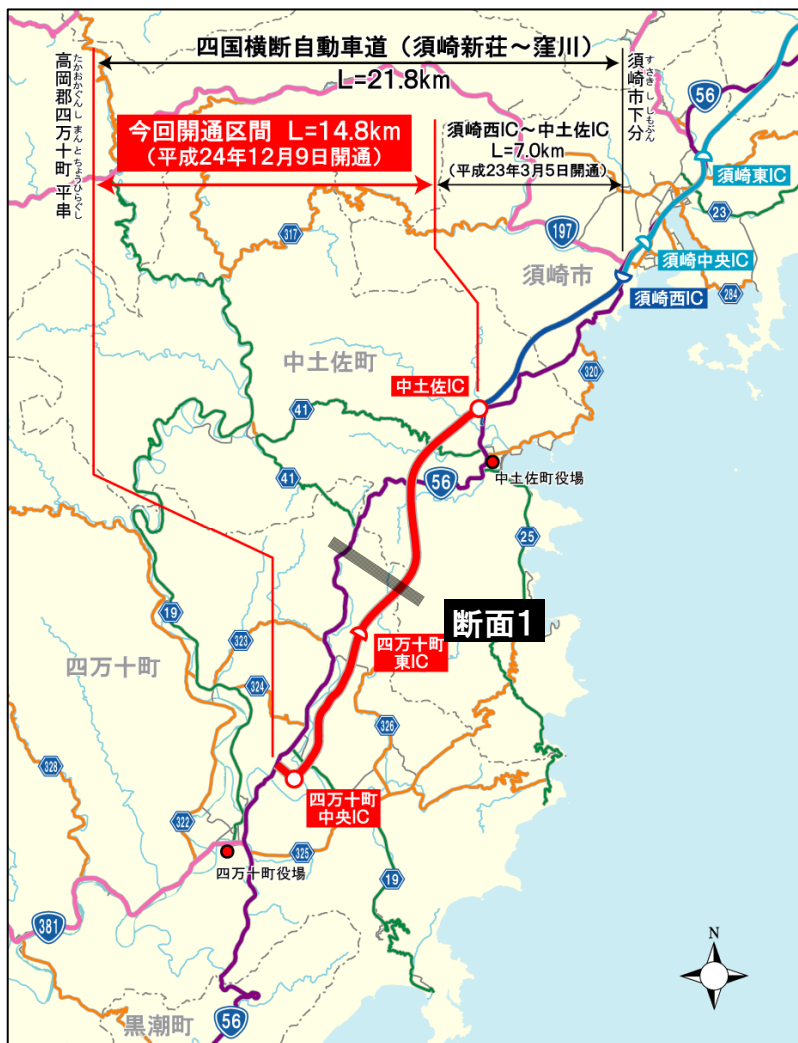 四国横断自動車道（須崎新荘～窪川）
L=21.8km
高岡郡四万十町平串
たかおかぐんしまんとちょうひらぐし
須崎市下分
すさきししもぶん
今回開通区間 L=14.8km
（平成24年12月9日開通）
須崎西IC～中土佐IC
L=7.0km
（平成23年3月5日開通）
56
須崎東IC
23
317
197
須崎中央IC
須崎市
284
須崎西IC
中土佐町
320
中土佐IC
41
41
56
中土佐町役場
25
断面1
19
323
四万十町
東IC
四万十町
324
326
328
四万十町
中央IC
322
325
四万十町役場
19
381
N
56
黒潮町